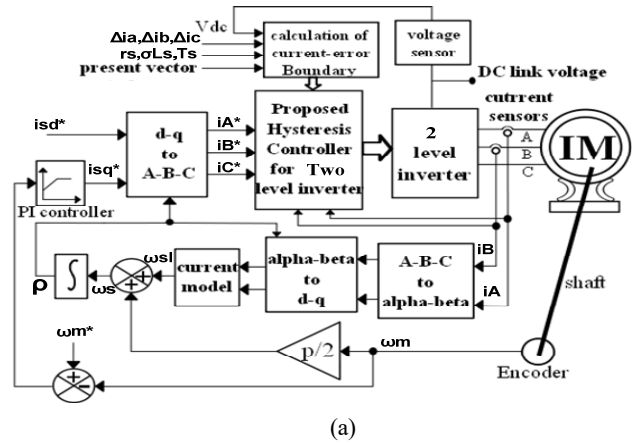 Vdc
Δia,Δib,Δic
rs,σLs,Ts
present vector
calculation of
current-error
Boundary
voltage
sensor
DC link voltage
cutrrent
sensors
isd*
isq*
PI controller
d-q
to
A-B-C
iA*
iB*
iC*
Proposed
Hysteresis
Controller
for Two
level inverter
2
level
inverter
A
B
C
IM
ρ
∫
ωs
+
+
ωsl
current
model
alpha-beta
to
d-q
A-B-C
to
alpha-beta
iB
iA
shaft
ωm*
+
-
p/2
ωm
Encoder
(a)